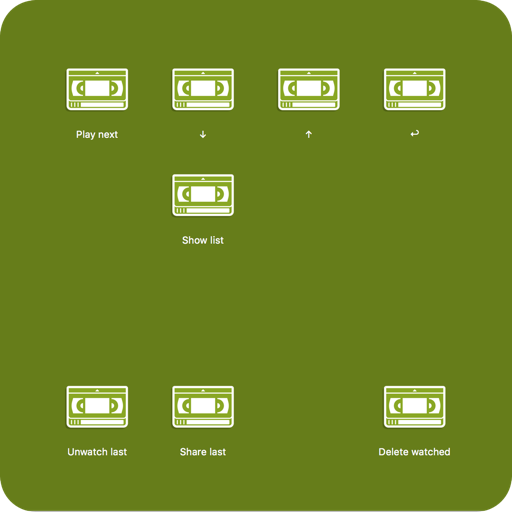 Play next
↓
↑
↩
Show list
Unwatch last
Share last
Delete watched